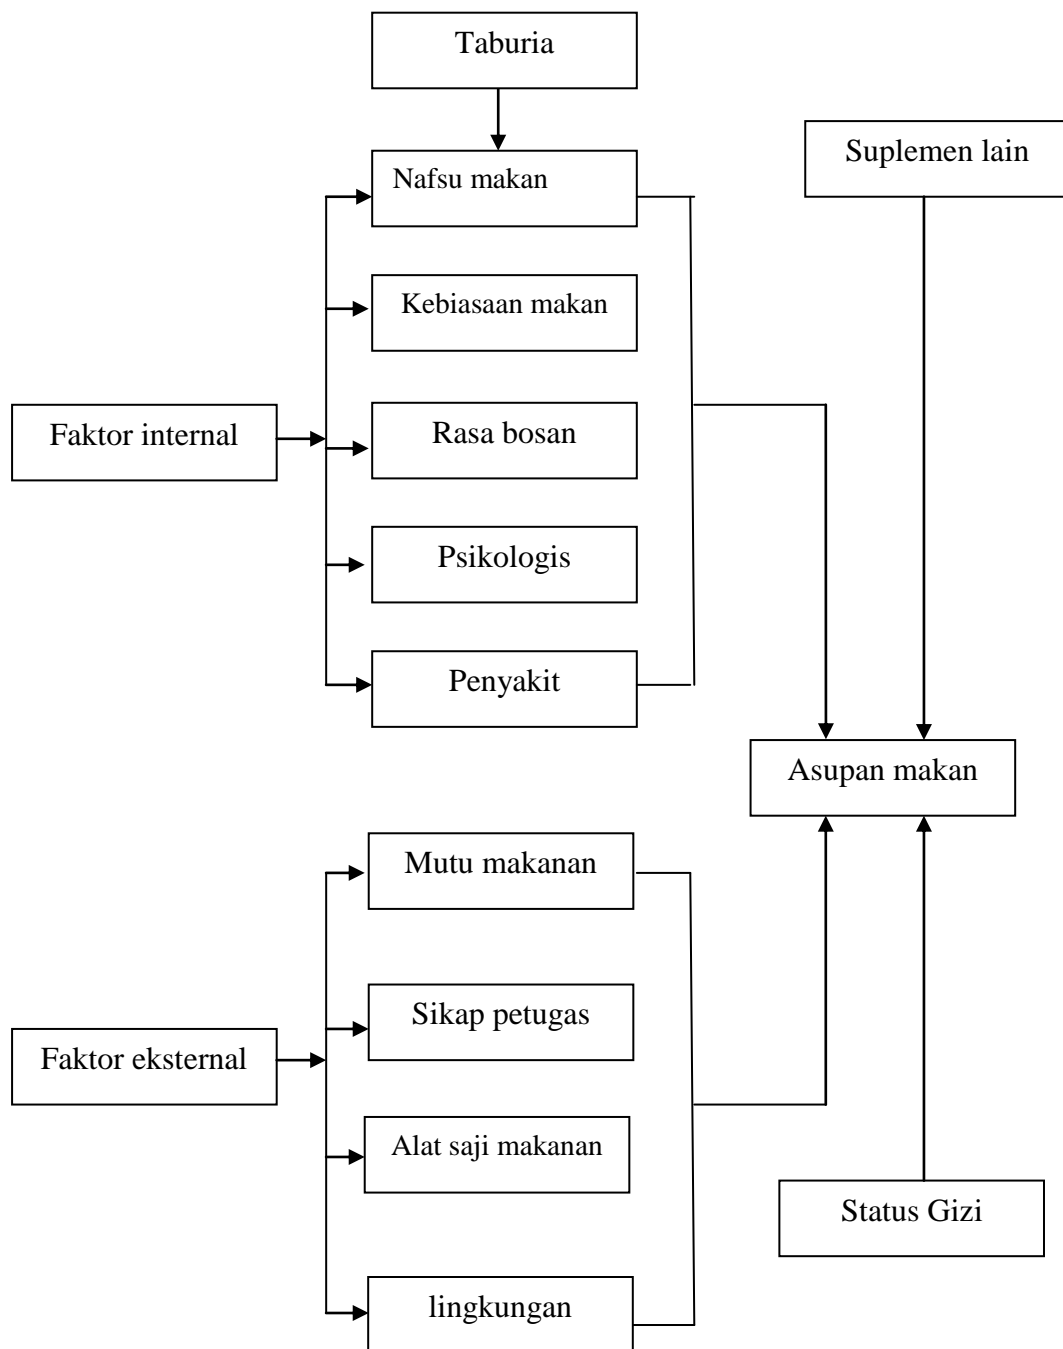 Taburia
Suplemen lain
Nafsu makan
Kebiasaan makan
Faktor internal
Rasa bosan
Psikologis
Penyakit
Asupan makan
Mutu makanan
Sikap petugas
Faktor eksternal
Alat saji makanan
Status Gizi
lingkungan